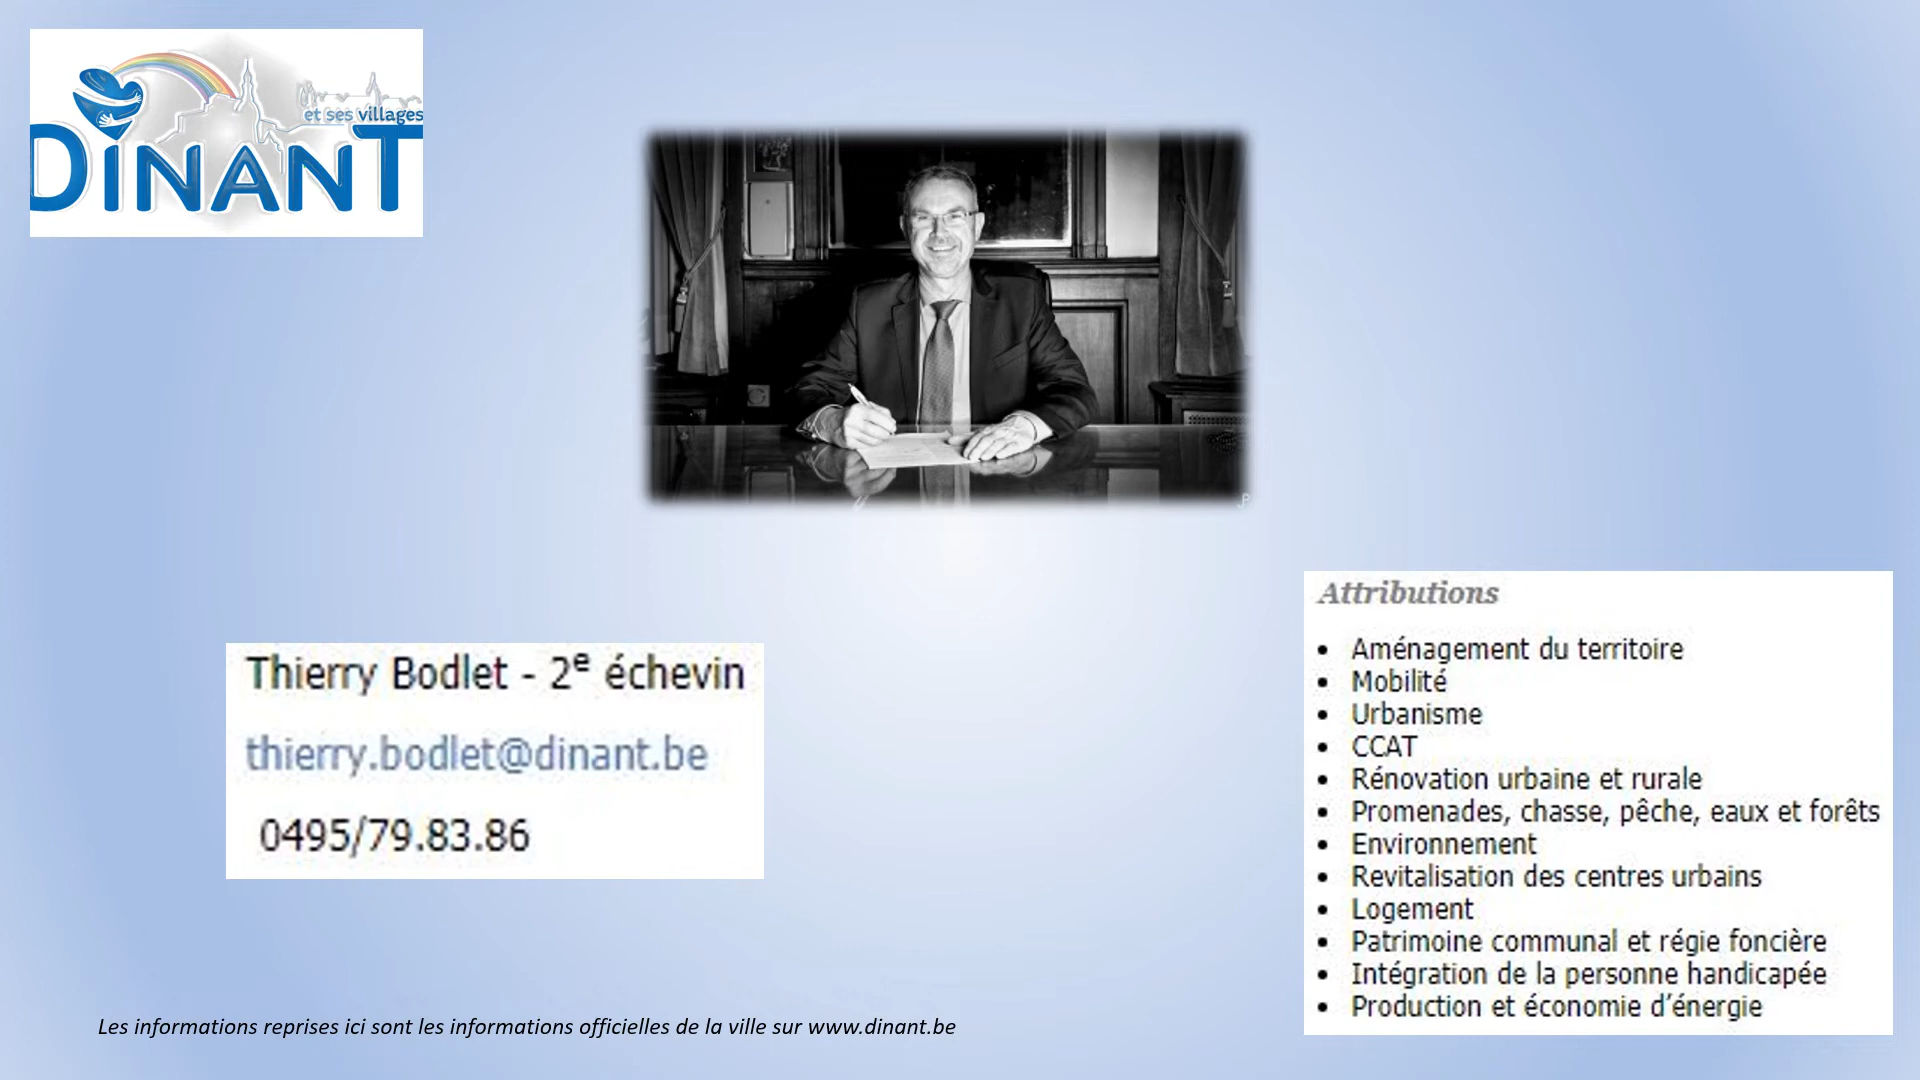 et ses villages
DINANT
Thierry Bodlet - 2e échevin
thierry.bodlet@dinant.be
0495/79.83.86
Attributions
• Aménagement du territoire
• Mobilité
• Urbanisme
• CCAT
• Rénovation urbaine et rurale
• Promenades, chasse, pêche, eaux et forêts
• Environnement
• Revitalisation des centres urbains
• Logement
• Patrimoine communal et régie foncière
• Intégration de la personne handicapée
• Production et économie d'énergie
Les informations reprises ici sont les informations officielles de la ville sur www.dinant.be